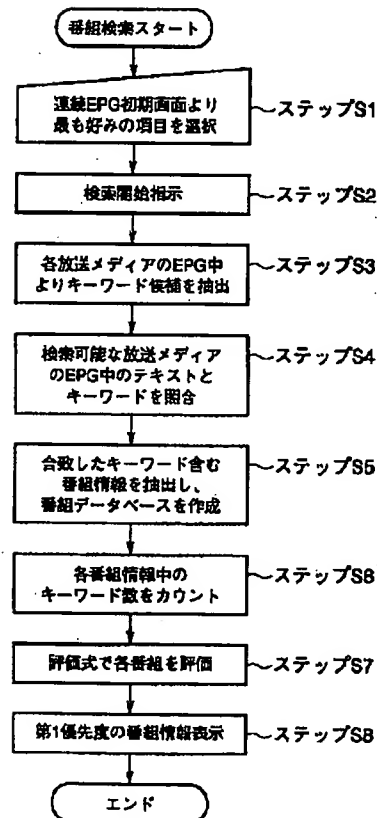 番組検索スタート
連続EPG初期画面より
最も好みの項目を選択
ステップS1
検索開始指示
ステップS2
各放送メディアのEPG中
よりキーワード候補を抽出
ステップS3
検索可能な放送メディア
のEPG中のテキストと
キーワードを照合
ステップS4
合致したキーワード含む
番組情報を抽出し、
番組データベースを作成
ステップS5
各番組情報中の
キーワード数をカウント
ステップS6
評価式で各番組を評価
ステップS7
第1優先度の番組情報表示
ステップS8
エンド